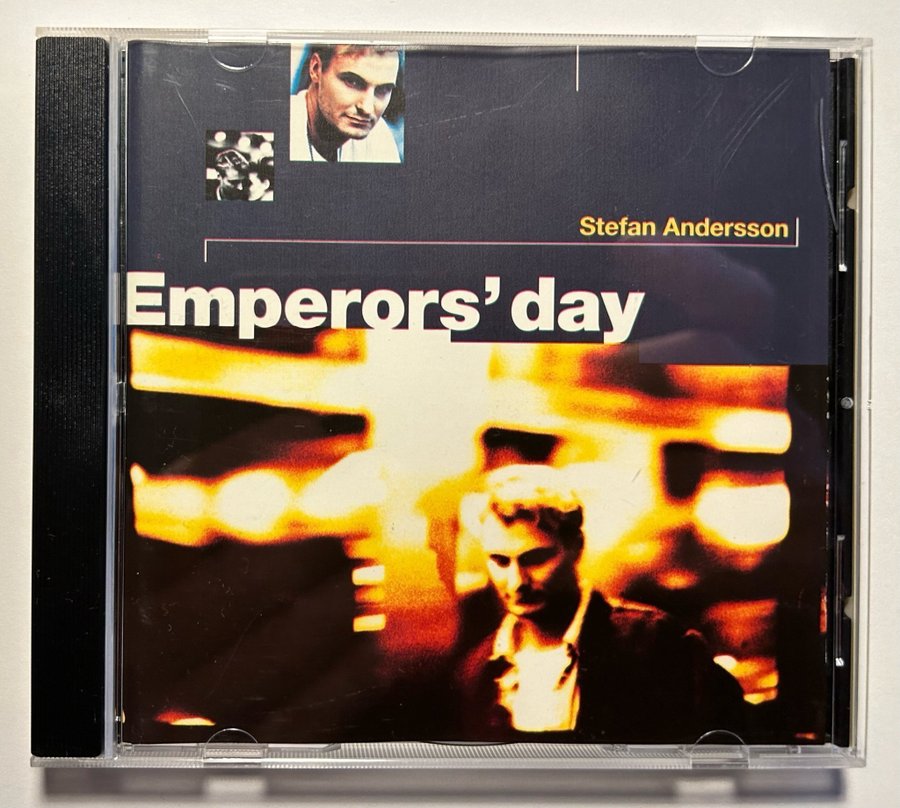 Stefan Andersson
Emperors’ day